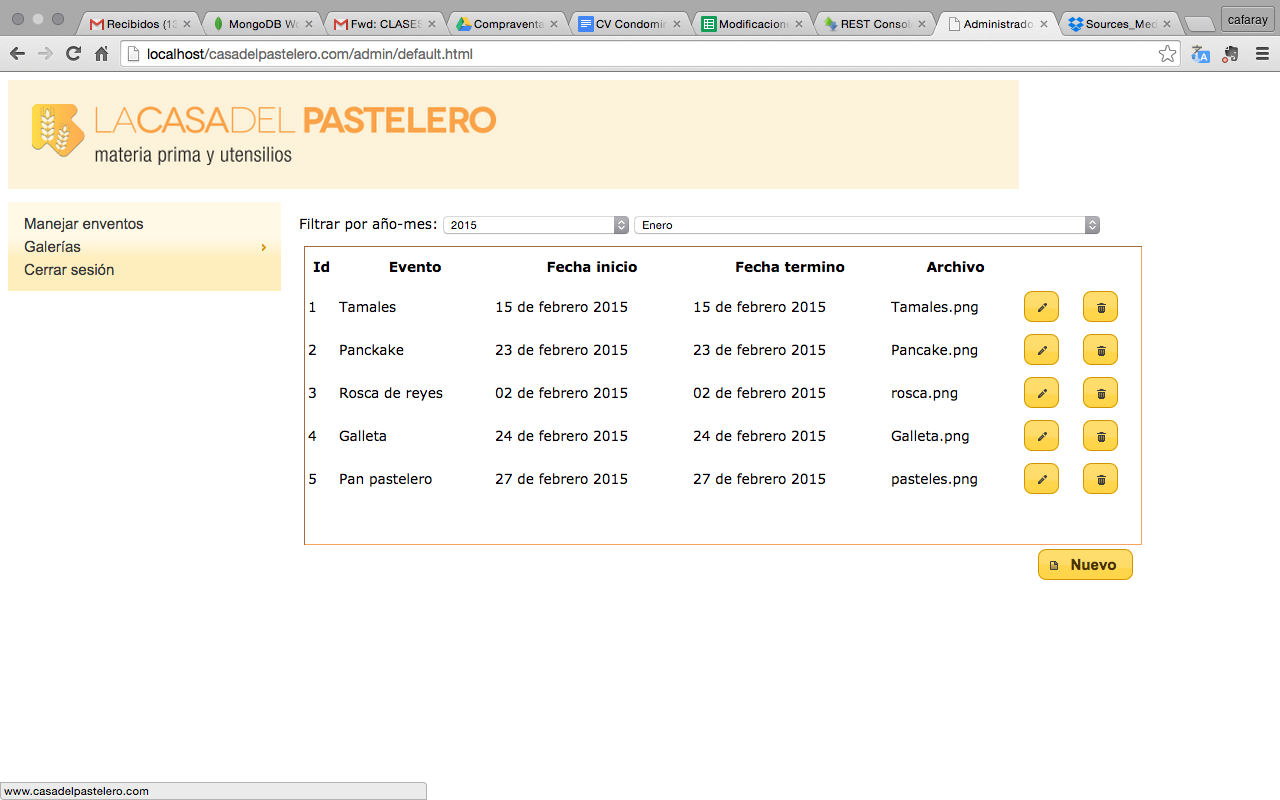 Recibidos (13
MongoDB Wo
Fwd: CLASES
Compraventa
CV Condomin
Modificacione
REST Conso
Administrado
Sources_Med
cafaray
localhost/casadelpastelero.com/admin/default.html
LACASADEL PASTELERO
materia prima y utensilios
Manejar enventos
Galerías
Cerrar sesión
Filtrar por año-mes: 2015 Enero
Id Evento Fecha inicio Fecha termino Archivo
1 Tamales 15 de febrero 2015 15 de febrero 2015 Tamales.png
2 Panckake 23 de febrero 2015 23 de febrero 2015 Pancake.png
3 Rosca de reyes 02 de febrero 2015 02 de febrero 2015 rosca.png
4 Galleta 24 de febrero 2015 24 de febrero 2015 Galleta.png
5 Pan pastelero 27 de febrero 2015 27 de febrero 2015 pasteles.png
Nuevo
www.casadelpastelero.com